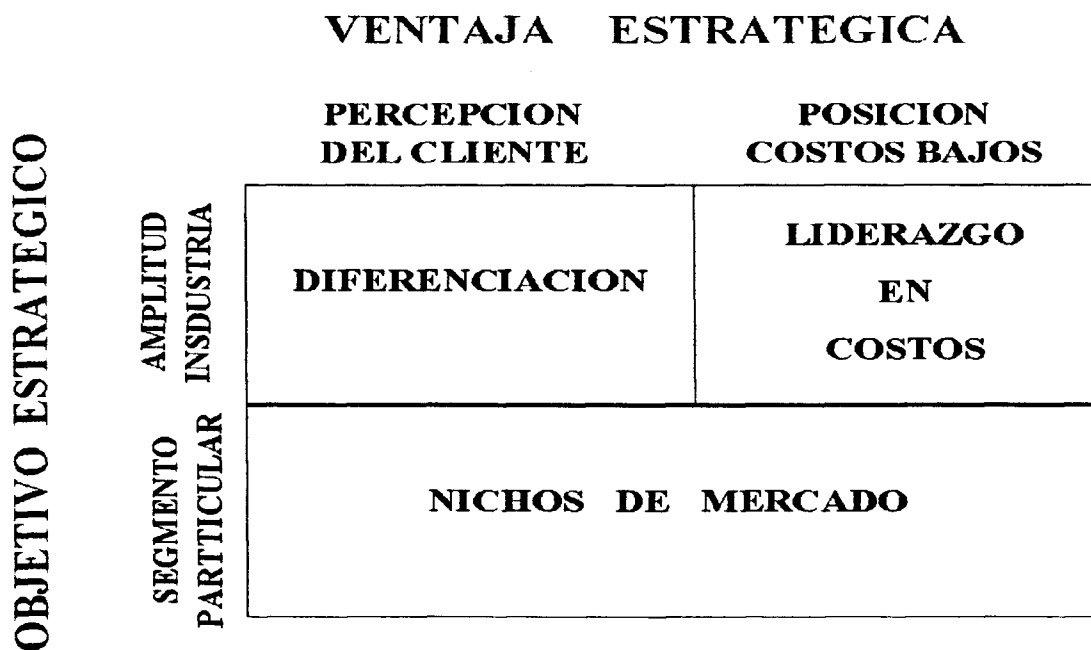 VENTAJA ESTRATEGICA
PERCEPCION
DEL CLIENTE
POSICION
COSTOS BAJOS
OBJETIVO ESTRATEGICO
AMPLITUD
INSDUSTRIA
DIFERENCIACION
LIDERAZGO
EN
COSTOS
SEGMENTO
PARTICULAR
NICHOS DE MERCADO